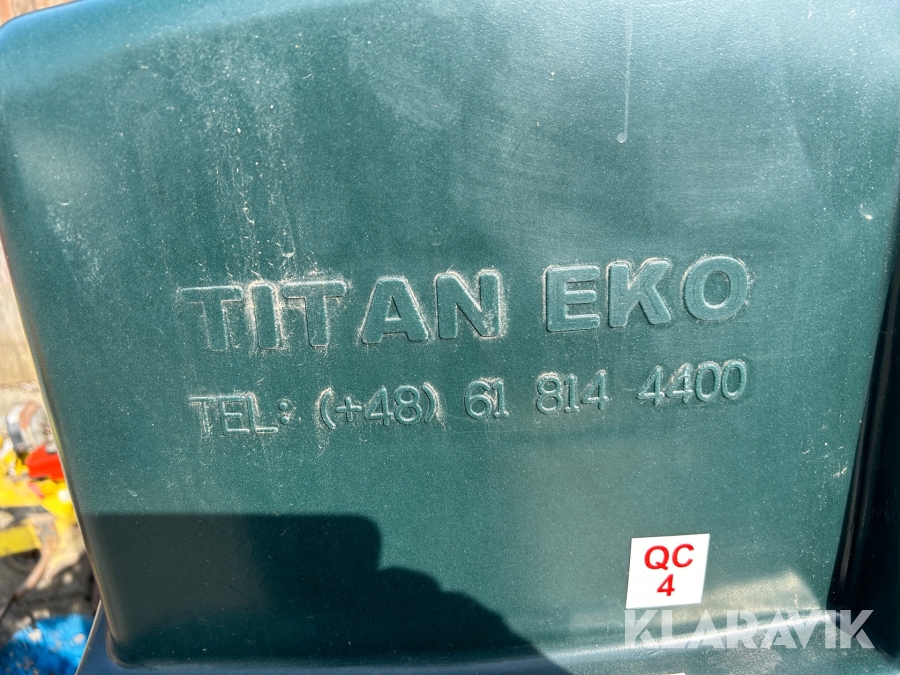 TITAN EKO
TEL: (+48) 61 814 4400
QC
4
KLARAVIK